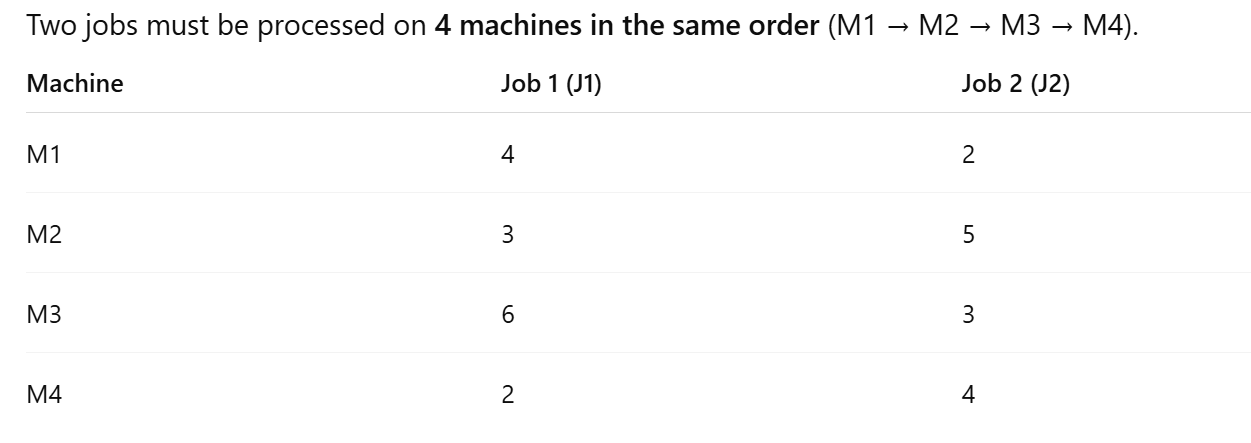 Two jobs must be processed on 4 machines in the same order (M1 → M2 → M3 → M4).
Machine Job 1 (J1) Job 2 (J2)
M1 4 2
M2 3 5
M3 6 3
M4 2 4